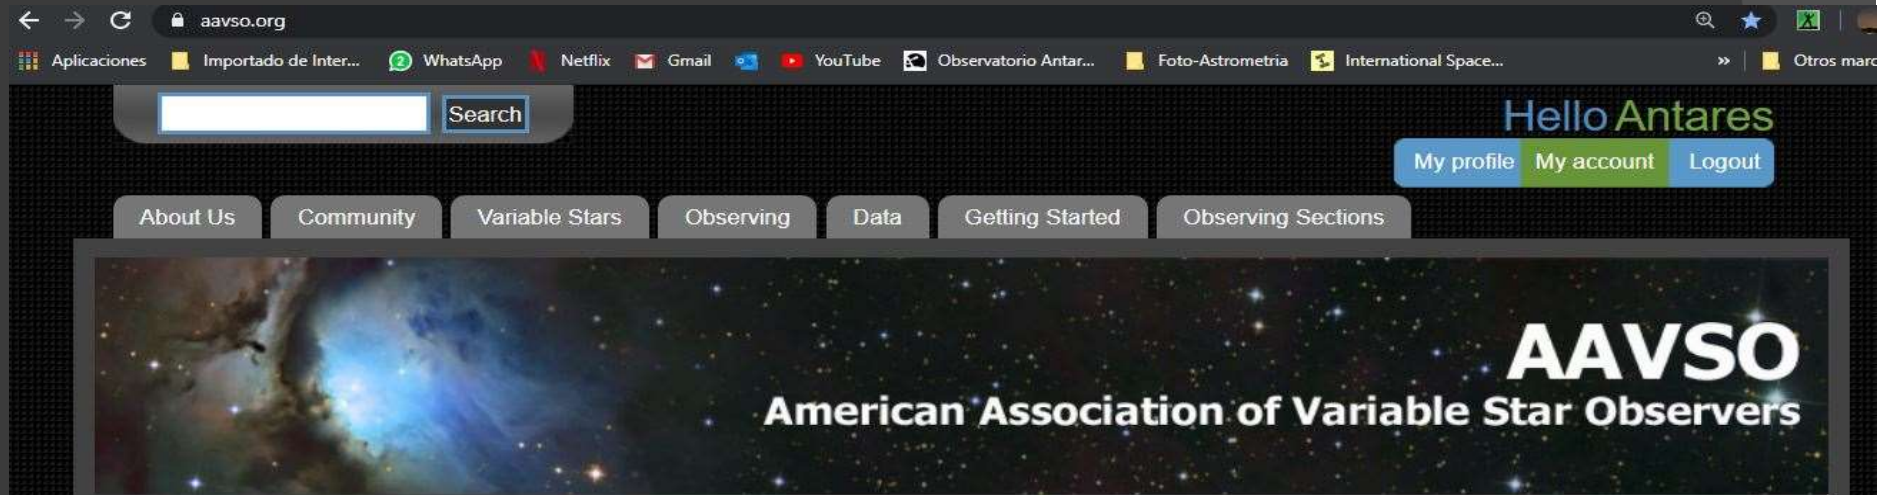 aavso.org
Aplicaciones Importado de Inter... 2 WhatsApp Netflix Gmail YouTube Observatorio Antar... Foto-Astrometria International Space... » Otros marc
Search
Hello Antares
My profile My account Logout
About Us Community Variable Stars Observing Data Getting Started Observing Sections
AAVSO
American Association of Variable Star Observers